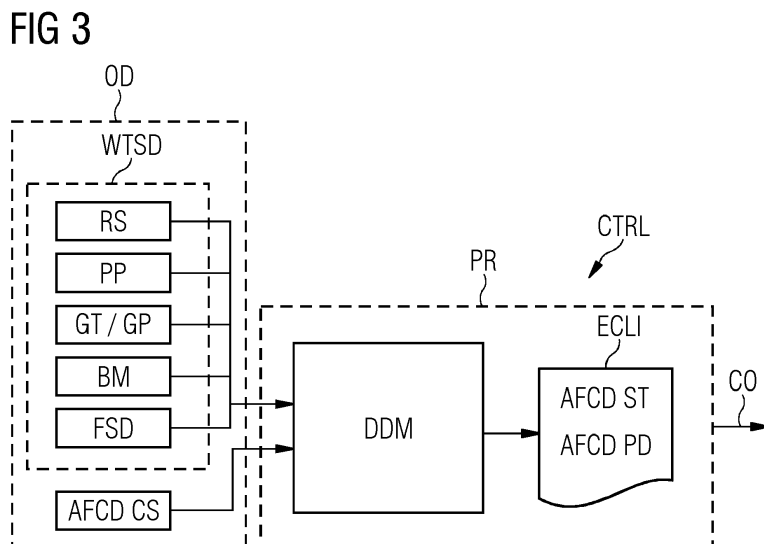 FIG 3
OD
WTSD
RS
PP
GT / GP
BM
FSD
AFCD CS
CTRL
PR
DDM
ECLI
AFCD ST
AFCD PD
CO